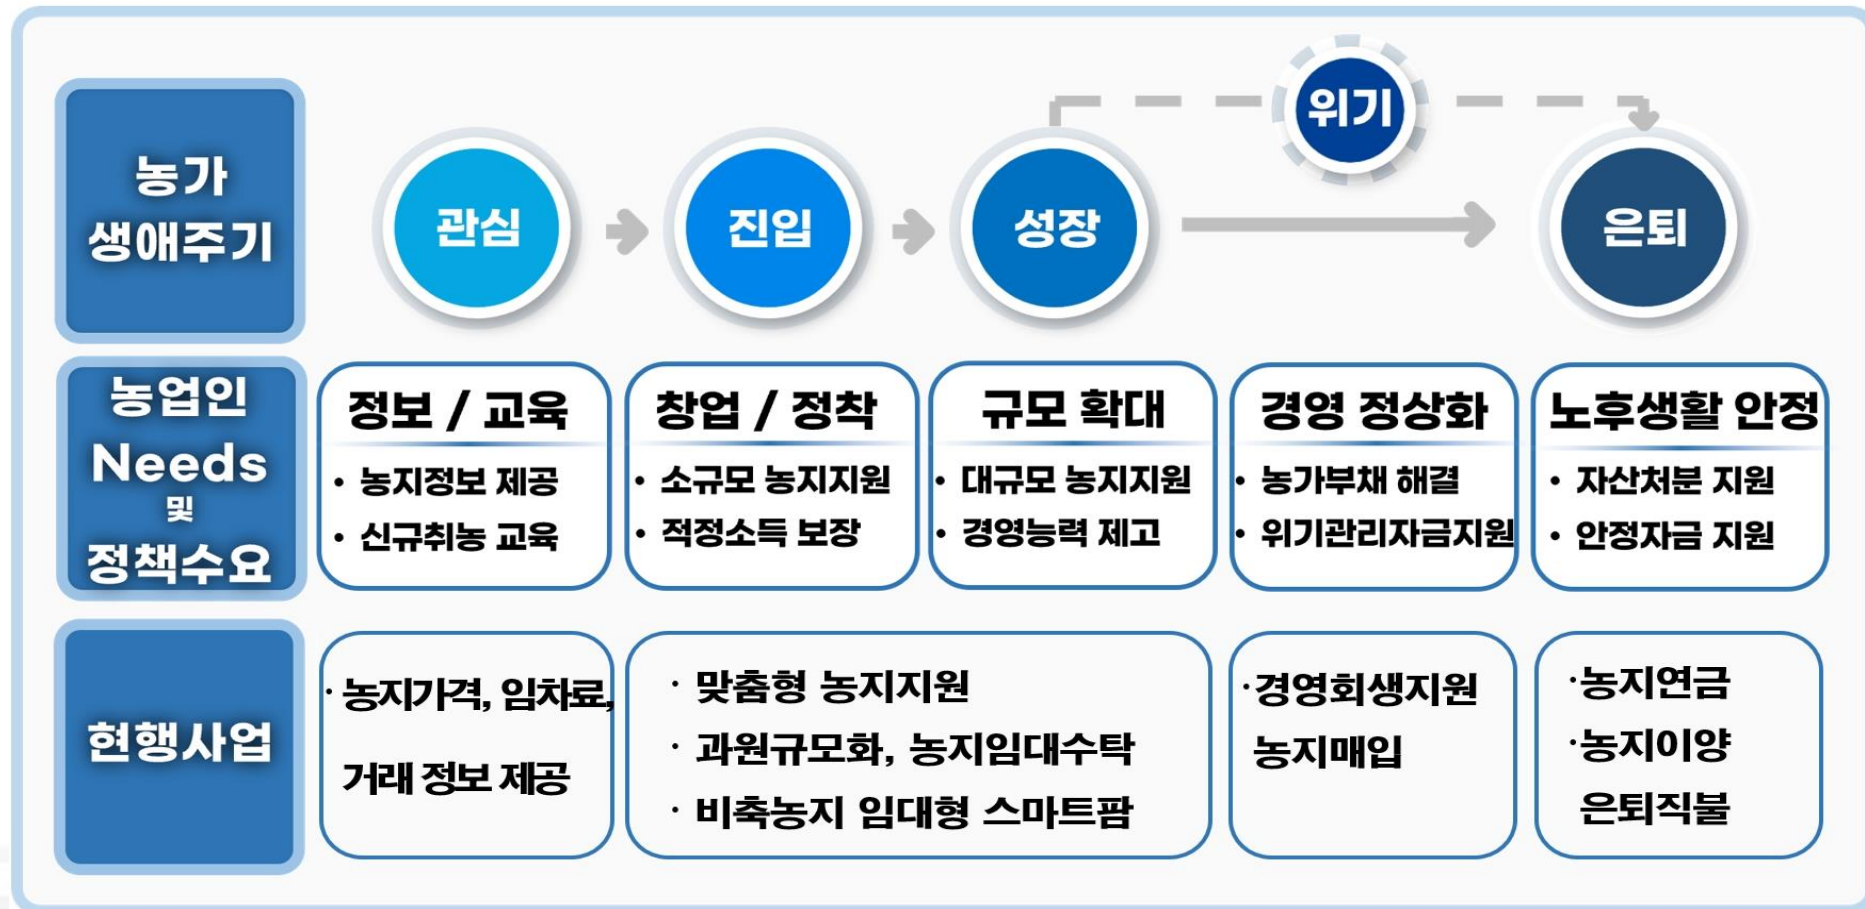 농가
생애주기
관심
진입
성장
위기
은퇴
농업인
Needs
및
정책수요
정보 / 교육
• 농지정보 제공
• 신규취농 교육
창업 / 정착
• 소규모 농지지원
• 적정소득 보장
규모 확대
• 대규모 농지지원
• 경영능력 제고
경영 정상화
• 농가부채 해결
• 위기관리자금지원
노후생활 안정
• 자산처분 지원
• 안정자금 지원
현행사업
· 농지가격, 임차료,
거래 정보 제공
· 맞춤형 농지지원
· 과원규모화, 농지임대수탁
· 비축농지 임대형 스마트팜
·경영회생지원
농지매입
·농지연금
·농지이양
은퇴직불